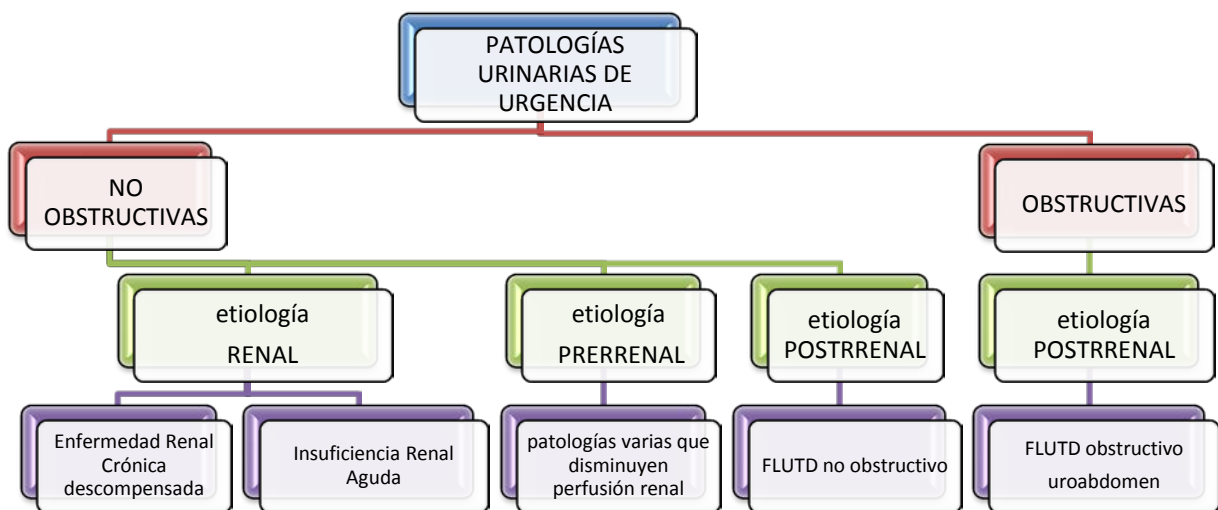 PATOLOGÍAS
URINARIAS DE
URGENCIA
NO
OBSTRUCTIVAS
OBSTRUCTIVAS
etiología
RENAL
etiología
PRERRENAL
etiología
POSTRRENAL
etiología
POSTRRENAL
Enfermedad Renal
Crónica
descompensada
Insuficiencia Renal
Aguda
patologías varias que
disminuyen
perfusión renal
FLUTD no obstructivo
FLUTD obstructivo
uroabdomen